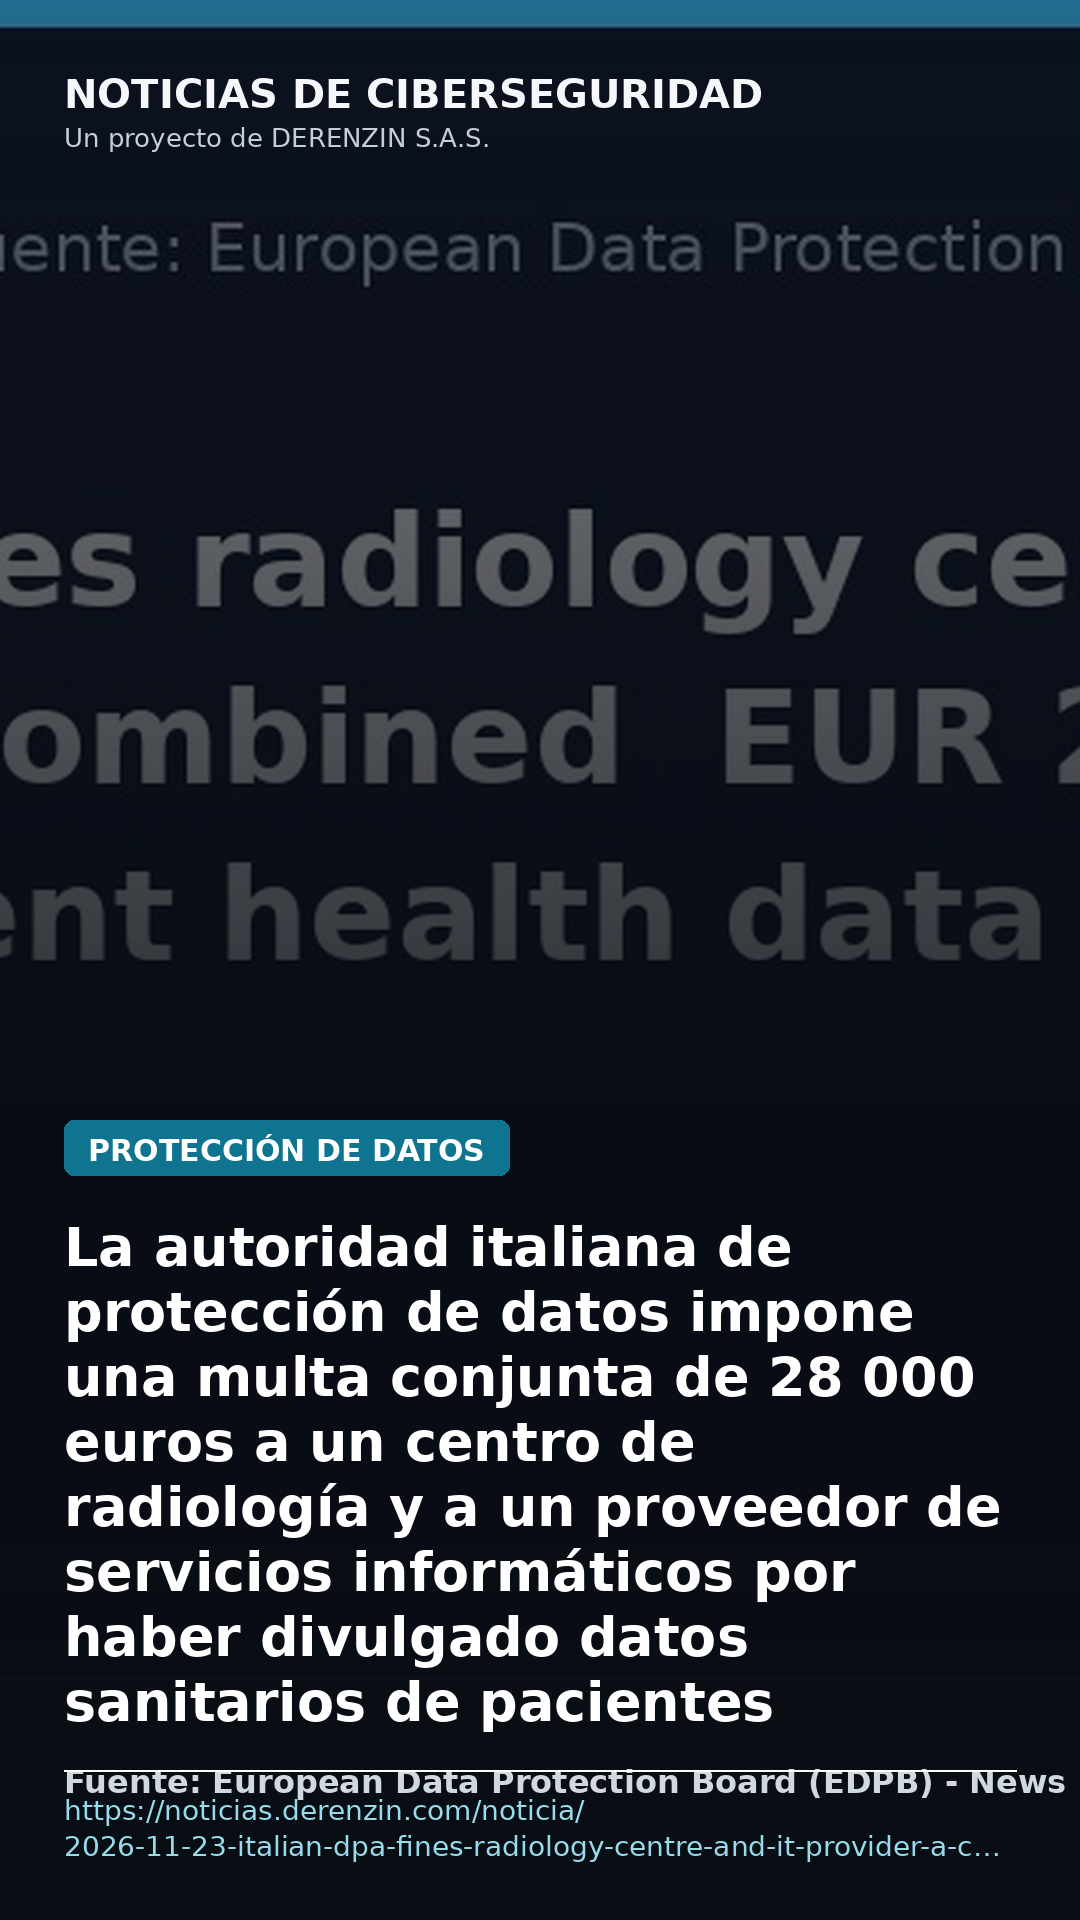 NOTICIAS DE CIBERSEGURIDAD
Un proyecto de DERENZIN S.A.S.
uente: European Data Protection
es radiology ce
ombined EUR 2
ent health data
PROTECCIÓN DE DATOS
La autoridad italiana de
protección de datos impone
una multa conjunta de 28 000
euros a un centro de
radiología y a un proveedor de
servicios informáticos por
haber divulgado datos
sanitarios de pacientes
Fuente: European Data Protection Board (EDPB) - News
https://noticias.derenzin.com/noticia/
2026-11-23-italian-dpa-fines-radiology-centre-and-it-provider-a-c…